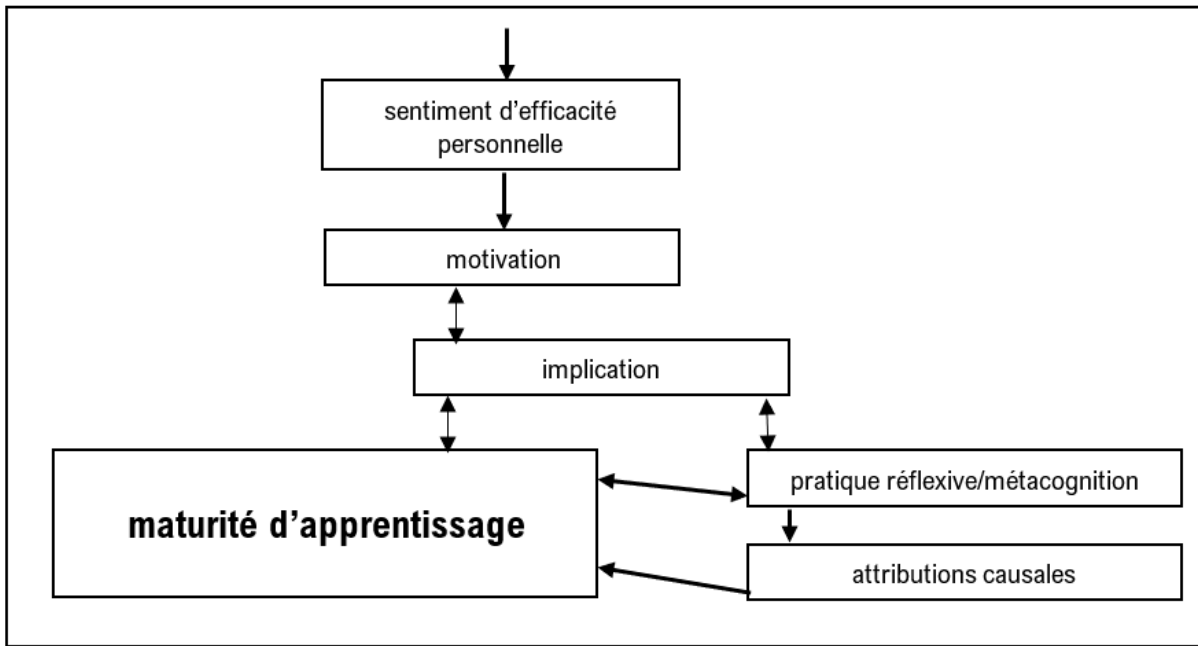 sentiment d’efficacité
personnelle
motivation
implication
maturité d’apprentissage
pratique réflexive/métacognition
attributions causales